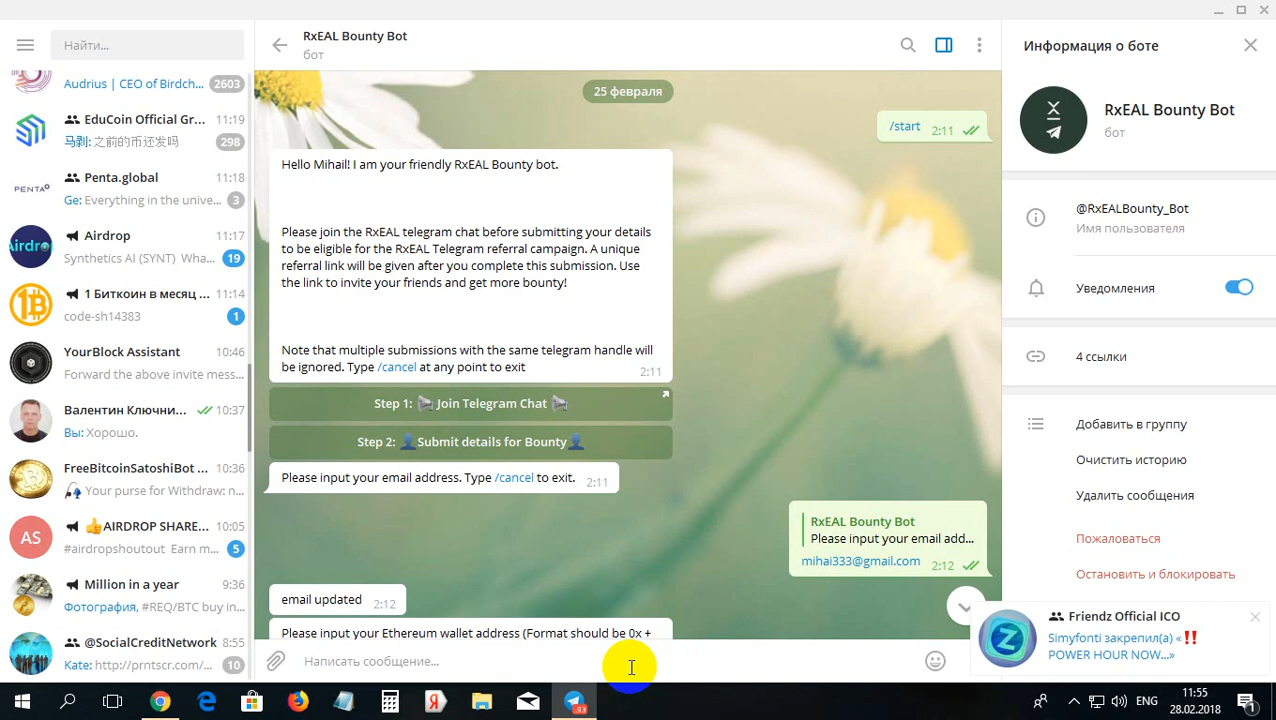 Найти...
Audrius | CEO of Birdch...
2603
EduCoin Official Gr...
11:19
马剥: 之前的币还发吗
298
PENTA
Penta.global
11:18
Ge: Everything in the unive...
3
Airdrop
Airdrop
11:17
Synthetics AI (SYNT) Wha...
19
1 Биткоин в месяц ...
11:14
code-sh14383
1
YourBlock Assistant
10:46
Forward the above invite mess...
Валентин Ключни...
10:37
Вы: Хорошо.
FreeBitcoinSatoshiBot ...
10:36
Your purse for Withdraw: n...
AS
AIRDROP SHARE...
10:05
#airdropshoutout Earn m...
5
Million in a year
9:36
Фотография, #REQ/BTC buy in...
@SocialCreditNetwork
8:55
Kate: http://prntscr.com/...
10
RxEAL Bounty Bot
бот
25 февраля
/start
2:11
Hello Mihail! I am your friendly RxEAL Bounty bot.
Please join the RxEAL telegram chat before submitting your details
to be eligible for the RxEAL Telegram referral campaign. A unique
referral link will be given after you complete this submission. Use
the link to invite your friends and get more bounty!
Note that multiple submissions with the same telegram handle will
be ignored. Type /cancel at any point to exit
2:11
Step 1: Join Telegram Chat
Step 2: Submit details for Bounty
Please input your email address. Type /cancel to exit.
2:11
RxEAL Bounty Bot
Please input your email add...
mihai333@gmail.com
2:12
email updated
2:12
Please input your Ethereum wallet address (Format should be 0x +
Написать сообщение...
Информация о боте
RxEAL Bounty Bot
бот
@RxEALBounty_Bot
Имя пользователя
Уведомления
4 ссылки
Добавить в группу
Очистить историю
Удалить сообщения
Пожаловаться
Остановить и блокировать
Friendz Official ICO
Simyfonti закрепил(а) «‼️
POWER HOUR NOW...»
93
ENG
11:55
28.02.2018
1